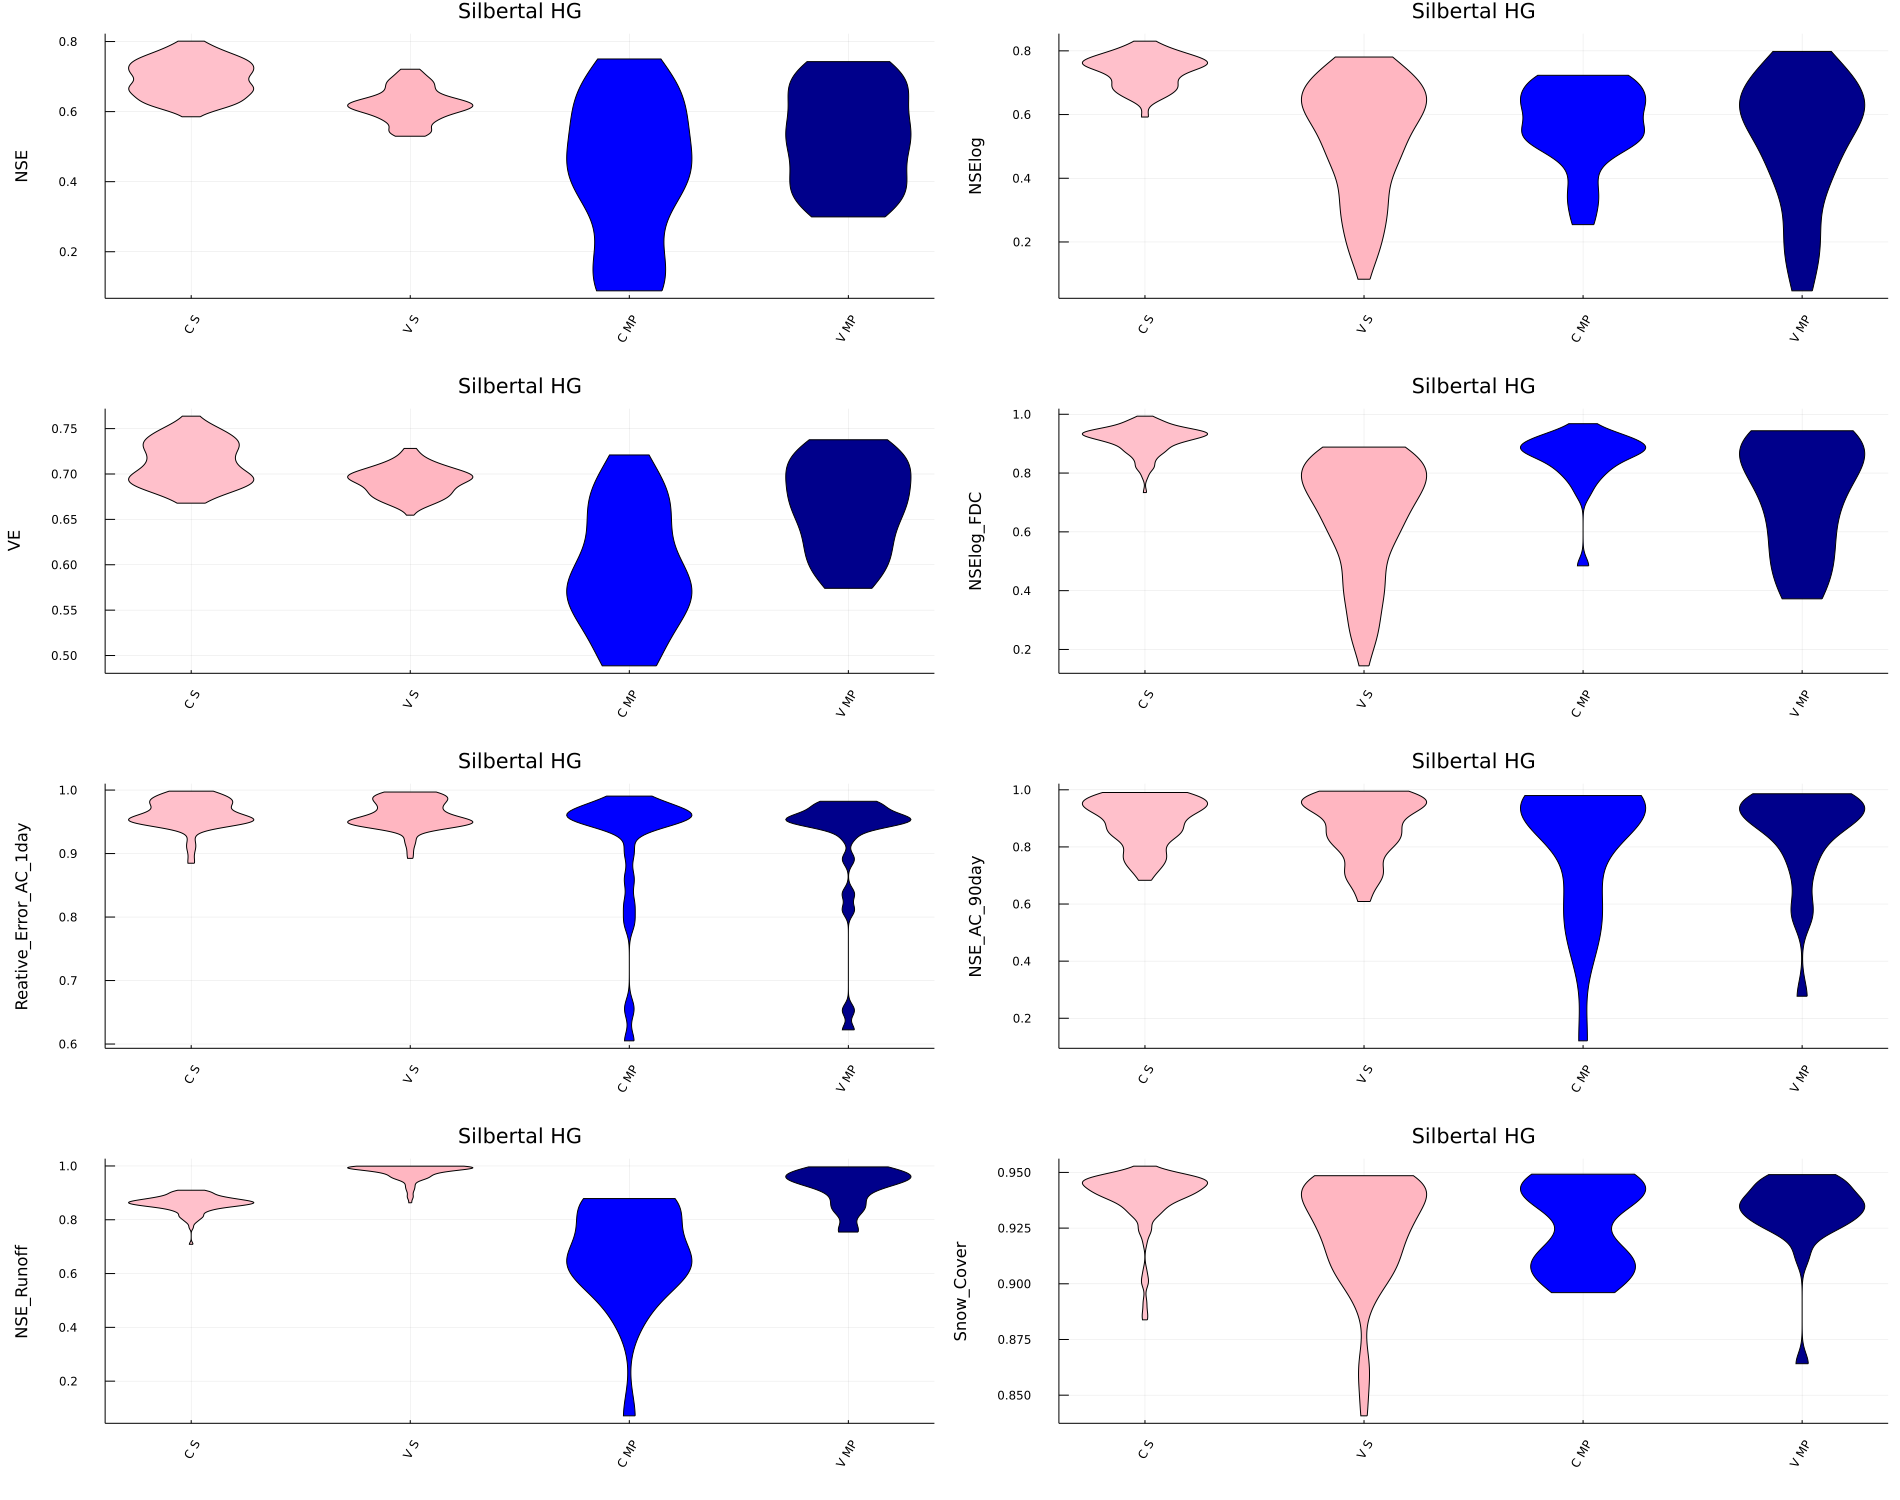 Silbertal HG
NSE
0.8
0.6
0.4
0.2
C S
V S
C MP
V MP
Silbertal HG
NSElog
0.8
0.6
0.4
0.2
C S
V S
C MP
V MP
Silbertal HG
VE
0.75
0.70
0.65
0.60
0.55
0.50
C S
V S
C MP
V MP
Silbertal HG
NSElog_FDC
1.0
0.8
0.6
0.4
0.2
C S
V S
C MP
V MP
Silbertal HG
Reative_Error_AC_1day
1.0
0.9
0.8
0.7
0.6
C S
V S
C MP
V MP
Silbertal HG
NSE_AC_90day
1.0
0.8
0.6
0.4
0.2
C S
V S
C MP
V MP
Silbertal HG
NSE_Runoff
1.0
0.8
0.6
0.4
0.2
C S
V S
C MP
V MP
Silbertal HG
Snow_Cover
0.950
0.925
0.900
0.875
0.850
C S
V S
C MP
V MP